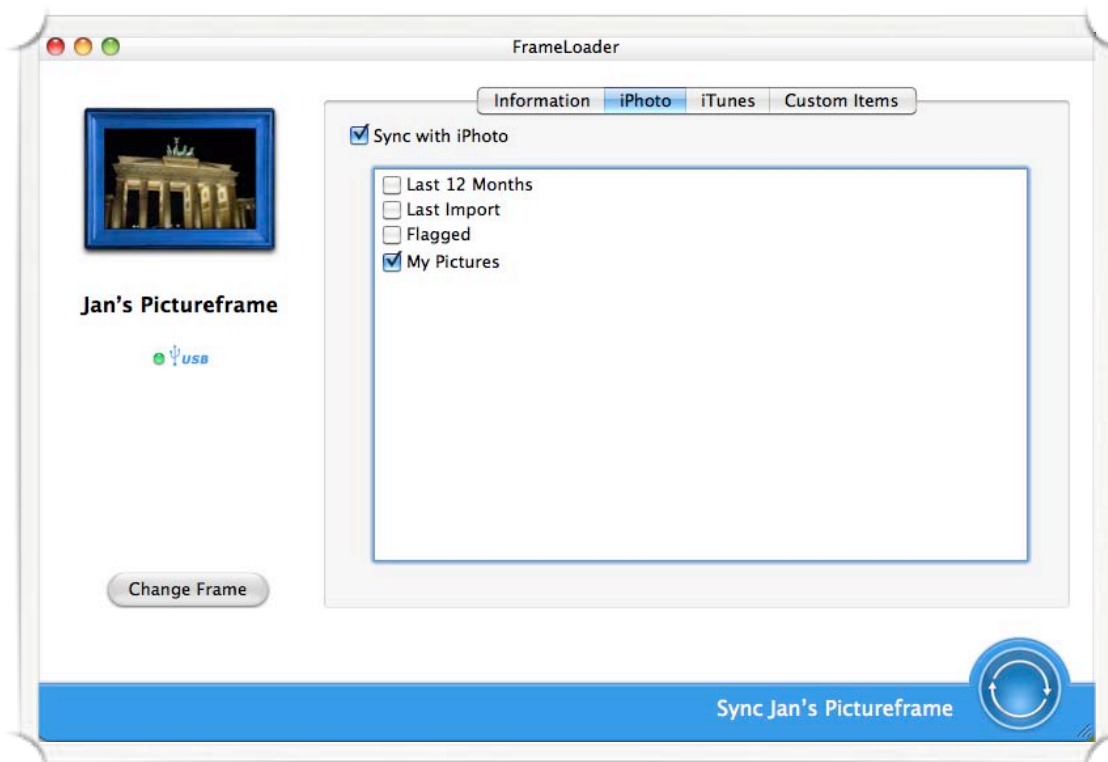 FrameLoader
Information iPhoto iTunes Custom Items
Sync with iPhoto
Last 12 Months
Last Import
Flagged
My Pictures
Jan's Pictureframe
USB
Change Frame
Sync Jan's Pictureframe